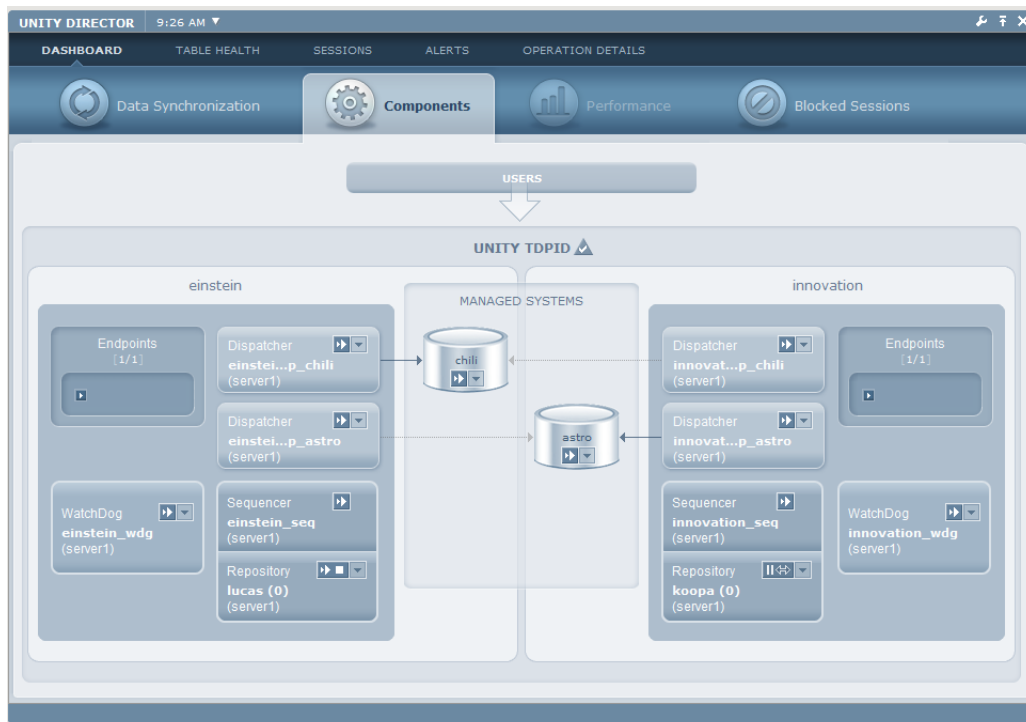 UNITY DIRECTOR 9:26 AM
DASHBOARD TABLE HEALTH SESSIONS ALERTS OPERATION DETAILS
Data Synchronization Components Performance Blocked Sessions
USERS
UNITY TDPID
einstein
MANAGED SYSTEMS
innovation
Endpoints
[1/1]
Dispatcher
einstei...p_chili
(server1)
chili
Dispatcher
innovat...p_chili
(server1)
Endpoints
[1/1]
Dispatcher
einstei...p_astro
(server1)
astro
Dispatcher
innovat...p_astro
(server1)
WatchDog
einstein_wdg
(server1)
Sequencer
einstein_seq
(server1)
Sequencer
innovation_seq
(server1)
WatchDog
innovation_wdg
(server1)
Repository
lucas (0)
(server1)
Repository
koopa (0)
(server1)